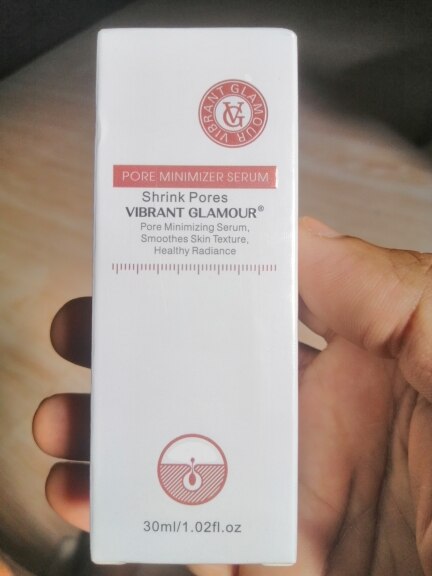 VIBRANT GLAMOUR VIBRANT
VG
PORE MINIMIZER SERUM
Shrink Pores
VIBRANT GLAMOUR®
Pore Minimizing Serum,
Smoothes Skin Texture,
Healthy Radiance
30ml/1.02fl.oz